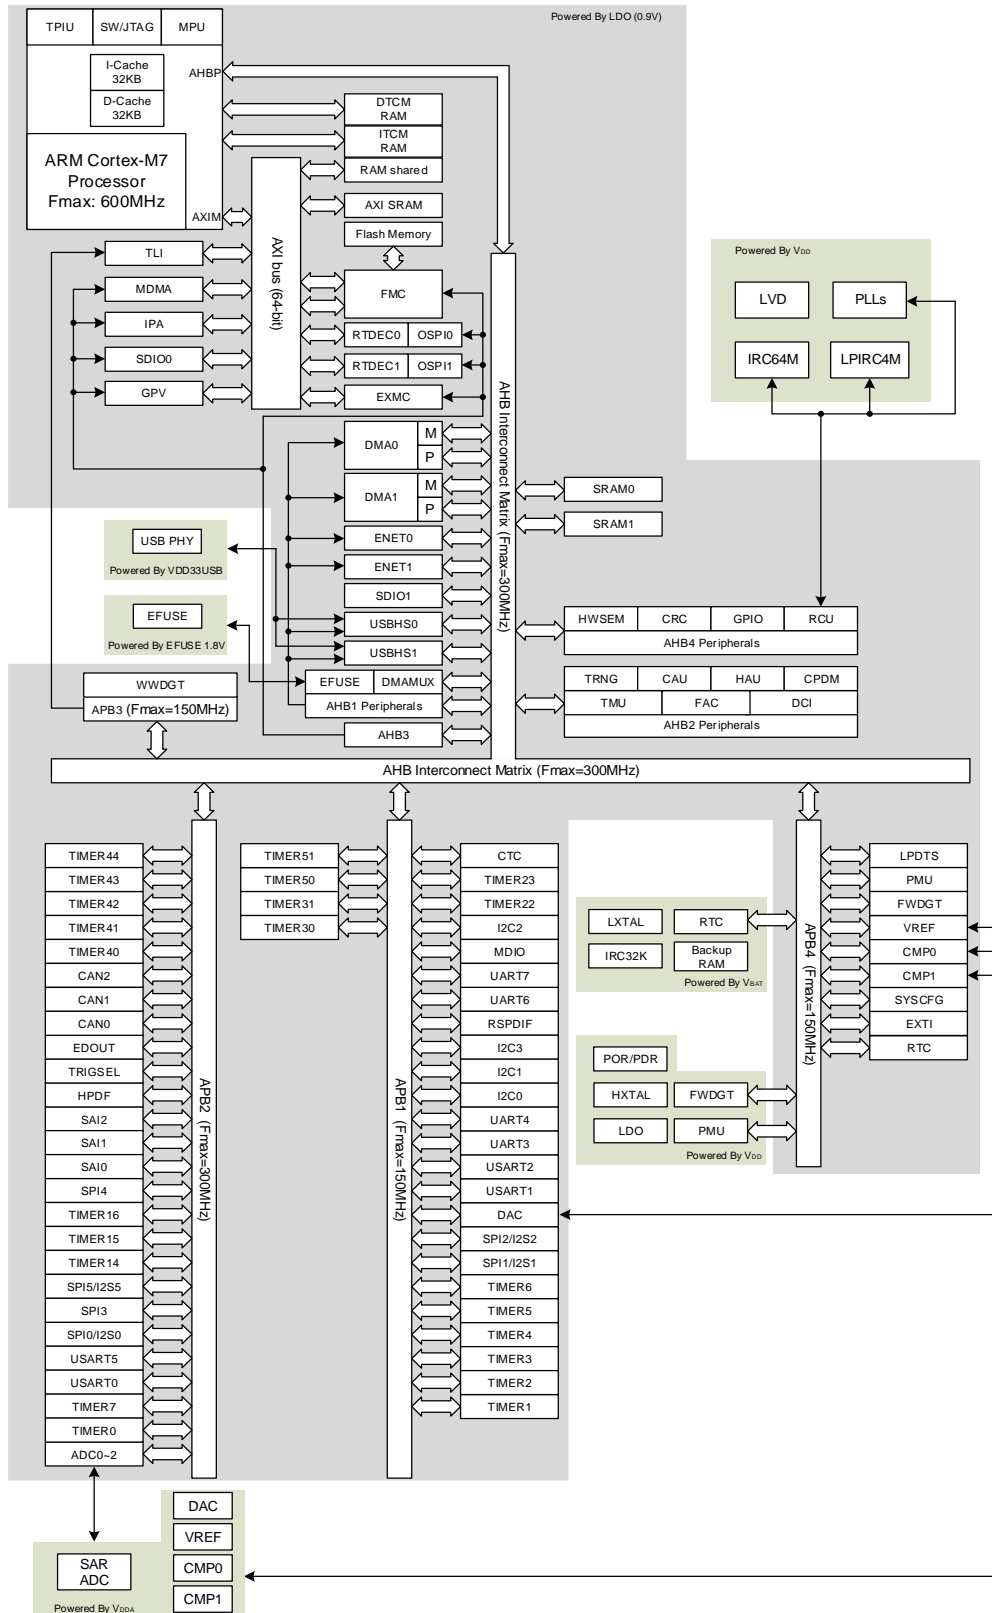 Powered By LDO (0.9V)
TPIU
SW/JTAG
MPU
I-Cache
32KB
D-Cache
32KB
AHBP
ARM Cortex-M7
Processor
Fmax: 600MHz
AXIM
DTCM
RAM
ITCM
RAM
RAM shared
AXI SRAM
Flash Memory
FMC
AXI bus (64-bit)
TLI
MDMA
IPA
SDIO0
GPV
RTDEC0
OSPI0
RTDEC1
OSPI1
EXMC
Powered By VDD
LVD
PLLs
IRC64M
LPIRC4M
AHB Interconnect Matrix (Fmax=300MHz)
DMA0
M
P
DMA1
M
P
ENET0
ENET1
SDIO1
USBHS0
USBHS1
EFUSE
DMAMUX
AHB1 Peripherals
AHB3
SRAM0
SRAM1
USB PHY
Powered By VDD33USB
EFUSE
Powered By EFUSE 1.8V
WWDGT
APB3 (Fmax=150MHz)
HWSEM
CRC
GPIO
RCU
AHB4 Peripherals
TRNG
CAU
HAU
CPDM
TMU
FAC
DCI
AHB2 Peripherals
AHB Interconnect Matrix (Fmax=300MHz)
TIMER44
TIMER43
TIMER42
TIMER41
TIMER40
CAN2
CAN1
CAN0
EDOUT
TRIGSEL
HPDF
SAI2
SAI1
SAI0
SPI4
TIMER16
TIMER15
TIMER14
SPI5/I2S5
SPI3
SPI0/I2S0
USART5
USART0
TIMER7
TIMER0
ADC0~2
APB2 (Fmax=300MHz)
TIMER51
TIMER50
TIMER31
TIMER30
APB1 (Fmax=150MHz)
CTC
TIMER23
TIMER22
I2C2
MDIO
UART7
UART6
RSPDIF
I2C3
I2C1
I2C0
UART4
UART3
USART2
USART1
DAC
SPI2/I2S2
SPI1/I2S1
TIMER6
TIMER5
TIMER4
TIMER3
TIMER2
TIMER1
LXTAL
RTC
IRC32K
Backup
RAM
Powered By VBAT
POR/PDR
HXTAL
FWDGT
LDO
PMU
Powered By VDD
APB4 (Fmax=150MHz)
LPDTS
PMU
FWDGT
VREF
CMP0
CMP1
SYSCFG
EXTI
RTC
SAR
ADC
Powered By VDDA
DAC
VREF
CMP0
CMP1